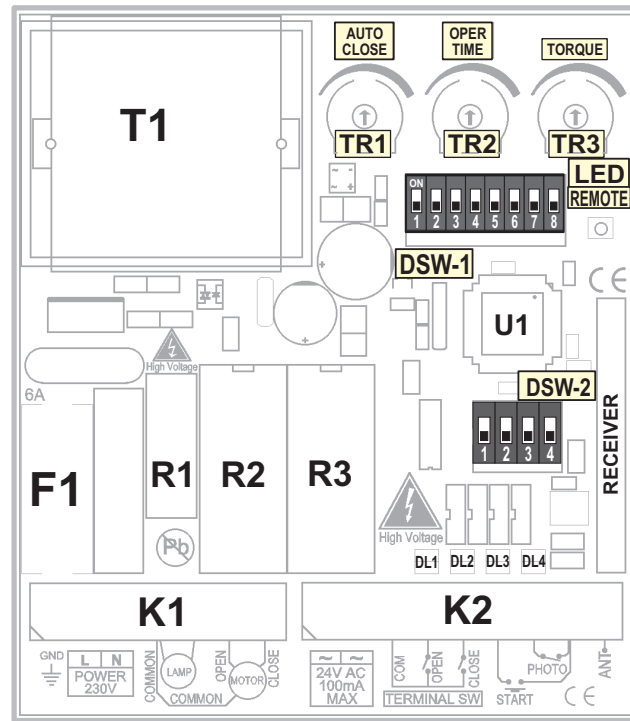 AUTO
CLOSE
OPER
TIME
TORQUE
T1
TR1
TR2
TR3
LED
REMOTE
ON
1 2 3 4 5 6 7 8
DSW-1
CE
U1
High Voltage
6A
DSW-2
1 2 3 4
RECEIVER
F1
R1
R2
R3
Pb
High Voltage
DL1
DL2
DL3
DL4
K1
K2
GND
L N
POWER
230V
COMMON
LAMP
OPEN
MOTOR
CLOSE
COMMON
~ ~
24V AC
100mA
MAX
COM
OPEN
CLOSE
TERMINAL SW
START
PHOTO
ANT
CE